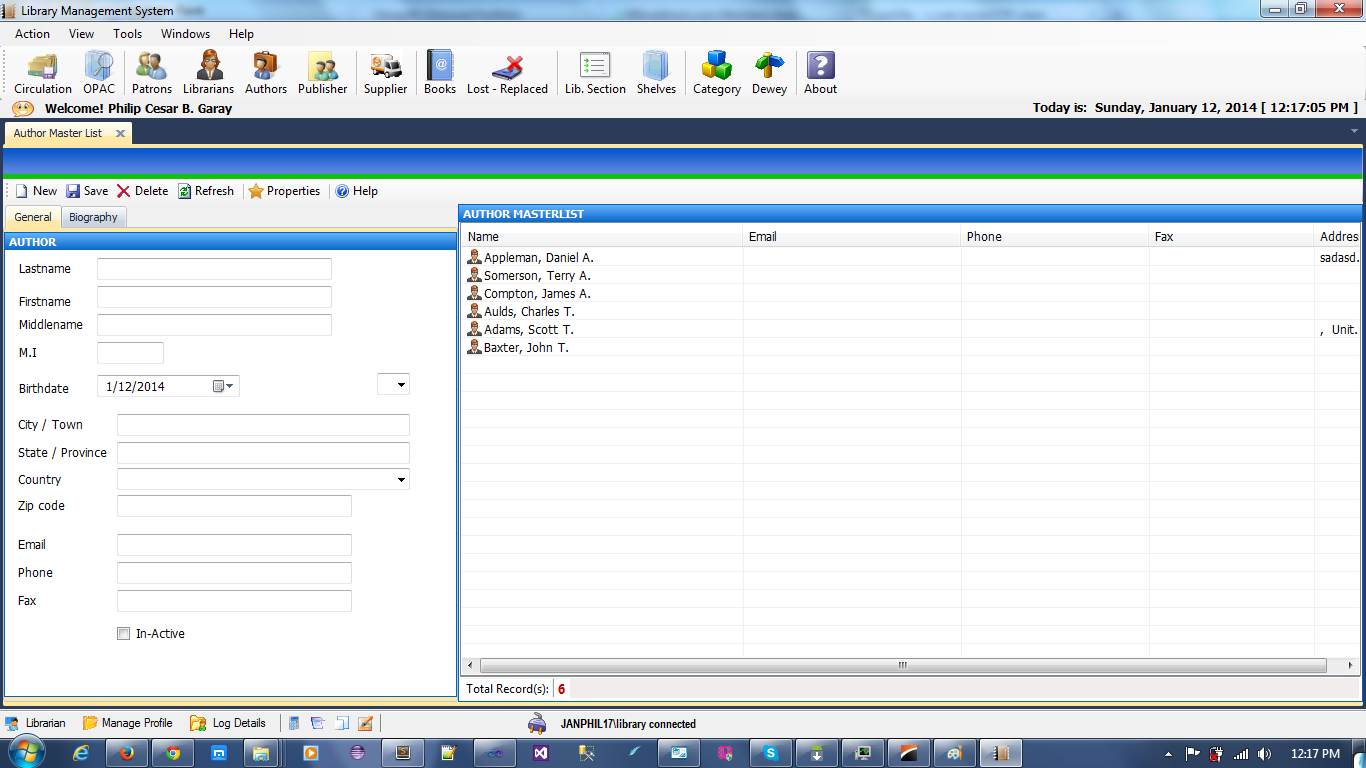 Library Management System
Action View Tools Windows Help
Circulation OPAC Patrons Librarians Authors Publisher Supplier Books Lost - Replaced Lib. Section Shelves Category Dewey About
Welcome! Philip Cesar B. Garay Today is: Sunday, January 12, 2014 [ 12:17:05 PM ]
Author Master List
New Save Delete Refresh Properties Help
General Biography
AUTHOR
Lastname
Firstname
Middlename
M.I
Birthdate 1/12/2014
City / Town
State / Province
Country
Zip code
Email
Phone
Fax
In-Active
AUTHOR MASTERLIST
Name Email Phone Fax Addres
Appleman, Daniel A. sadasd.
Somerson, Terry A.
Compton, James A.
Aulds, Charles T.
Adams, Scott T. , Unit.
Baxter, John T.
Total Record(s): 6
Librarian Manage Profile Log Details JANPHIL17\library connected
12:17 PM